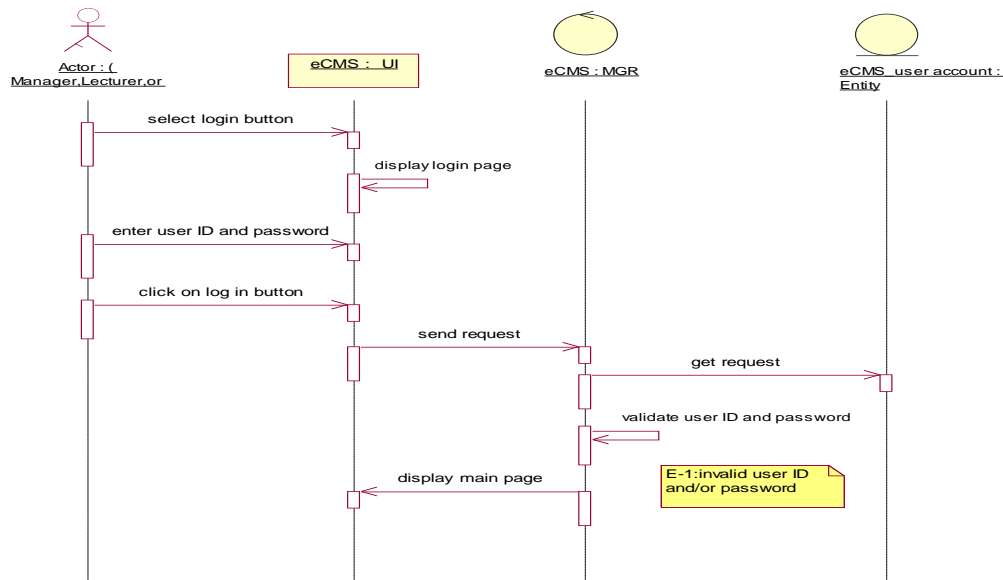 Actor : (
Manager,Lecturer,or
eCMS : UI
eCMS : MGR
eCMS_user account :
Entity
select login button
display login page
enter user ID and password
click on log in button
send request
get request
validate user ID and password
E-1:invalid user ID
and/or password
display main page